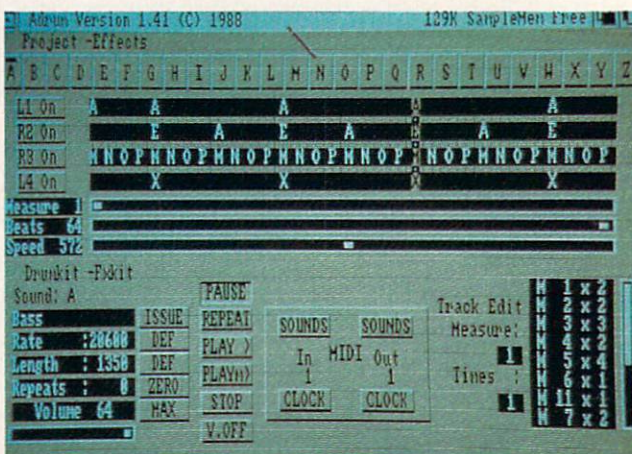 Adrum Version 1.41 (C) 1988 129K SampleMem Free
Project -Effects
A B C D E F G H I J K L M N O P Q R S T U V W X Y Z
L1 On A A A A A
R2 On E A E A E A E
R3 On M N O P M N O P M N O P M N O P M N O P M N O P M N O P M N O P
L4 On X X X X
Measure 1
Beats 64
Speed 572
Drumkit -Fxkit
Sound: A
Bass ISSUE
Rate :20600 DEF
Length : 1350 DEF
Repeats : 0 ZERO
Volume 64 MAX
PAUSE
REPEAT
PLAY >
PLAYm>
STOP
V.OFF
SOUNDS SOUNDS
In MIDI Out
1 1
CLOCK CLOCK
Track Edit
Measure:
1
Times :
1
M 1 x 2
M 2 x 2
M 3 x 3
M 4 x 2
M 5 x 4
M 6 x 1
M 11 x 1
M 7 x 2